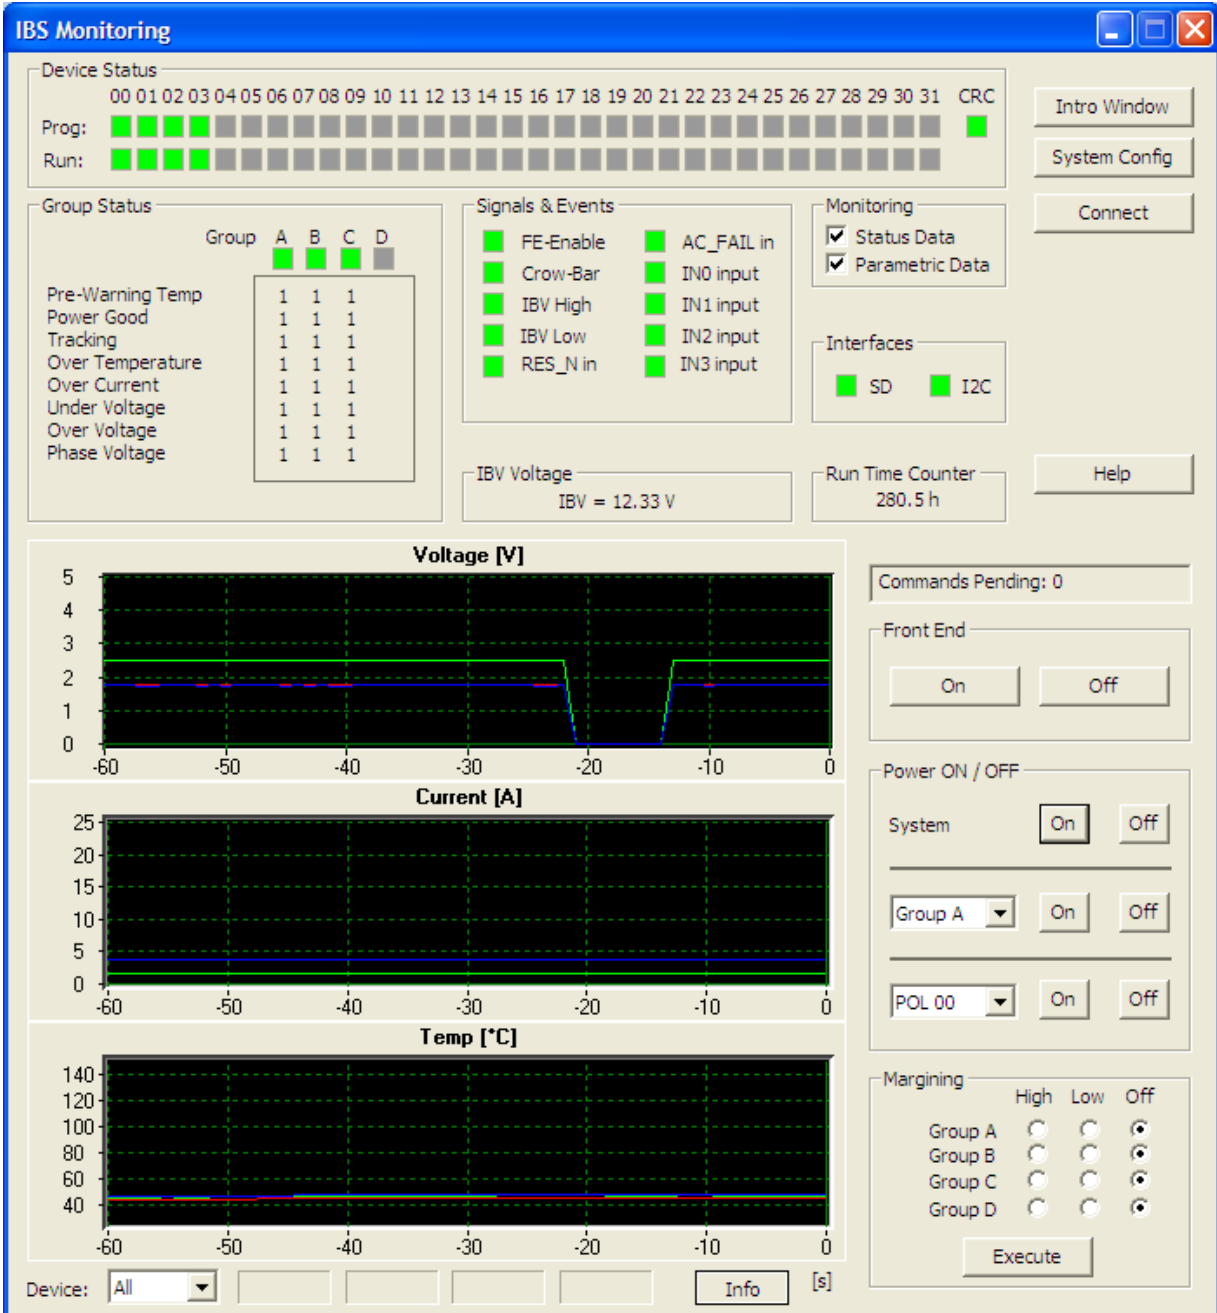 IBS Monitoring
Device Status
00 01 02 03 04 05 06 07 08 09 10 11 12 13 14 15 16 17 18 19 20 21 22 23 24 25 26 27 28 29 30 31 CRC
Prog:
Run:
Intro Window
System Config
Connect
Group Status
Group A B C D
Pre-Warning Temp 1 1 1
Power Good 1 1 1
Tracking 1 1 1
Over Temperature 1 1 1
Over Current 1 1 1
Under Voltage 1 1 1
Over Voltage 1 1 1
Phase Voltage 1 1 1
Signals & Events
FE-Enable AC_FAIL in
Crow-Bar IN0 input
IBV High IN1 input
IBV Low IN2 input
RES_N in IN3 input
Monitoring
Status Data
Parametric Data
Interfaces
SD I2C
IBV Voltage
IBV = 12.33 V
Run Time Counter
280.5 h
Help
Voltage [V]
5
4
3
2
1
0
-60 -50 -40 -30 -20 -10 0
Current [A]
25
20
15
10
5
0
-60 -50 -40 -30 -20 -10 0
Temp [°C]
140
120
100
80
60
40
-60 -50 -40 -30 -20 -10 0
Device: All Info [s]
Commands Pending: 0
Front End
On Off
Power ON / OFF
System On Off
Group A On Off
POL 00 On Off
Margining
High Low Off
Group A
Group B
Group C
Group D
Execute